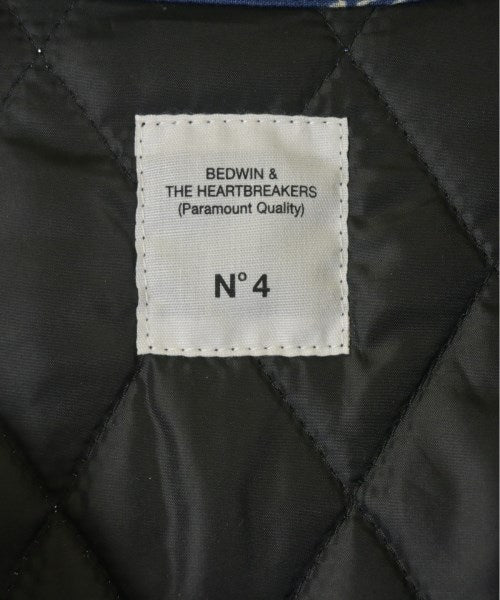 BEDWIN &
THE HEARTBREAKERS
(Paramount Quality)
N° 4